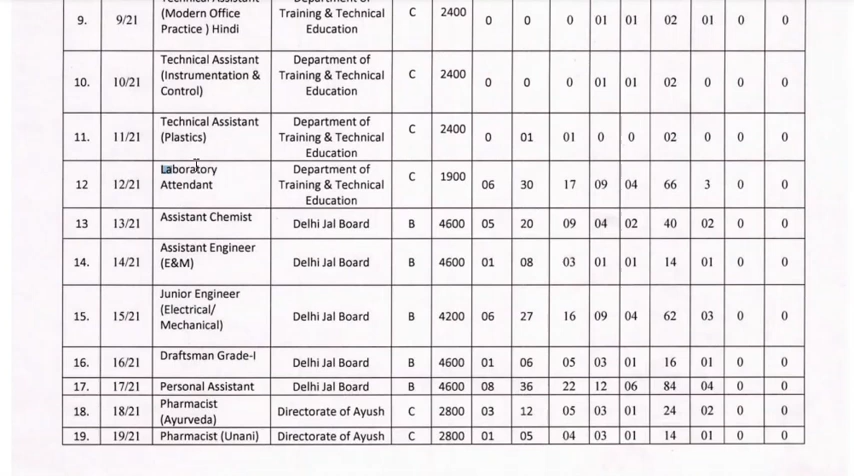 Technical Assistant Department of
9. 9/21 (Modern Office Practice ) Hindi Training & Technical Education C 2400 0 0 0 01 01 02 01 0 0
10. 10/21 Technical Assistant (Instrumentation & Control) Department of Training & Technical Education C 2400 0 0 0 01 01 02 0 0 0
11. 11/21 Technical Assistant (Plastics) Department of Training & Technical Education C 2400 0 01 01 0 0 02 0 0 0
12 12/21 Laboratory Attendant Department of Training & Technical Education C 1900 06 30 17 09 04 66 3 0 0
13 13/21 Assistant Chemist Delhi Jal Board B 4600 05 20 09 04 02 40 02 0 0
14. 14/21 Assistant Engineer (E&M) Delhi Jal Board B 4600 01 08 03 01 01 14 01 0 0
15. 15/21 Junior Engineer (Electrical/ Mechanical) Delhi Jal Board B 4200 06 27 16 09 04 62 03 0 0
16. 16/21 Draftsman Grade-I Delhi Jal Board B 4600 01 06 05 03 01 16 01 0 0
17. 17/21 Personal Assistant Delhi Jal Board B 4600 08 36 22 12 06 84 04 0 0
18. 18/21 Pharmacist (Ayurveda) Directorate of Ayush C 2800 03 12 05 03 01 24 02 0 0
19. 19/21 Pharmacist (Unani) Directorate of Ayush C 2800 01 05 04 03 01 14 01 0 0